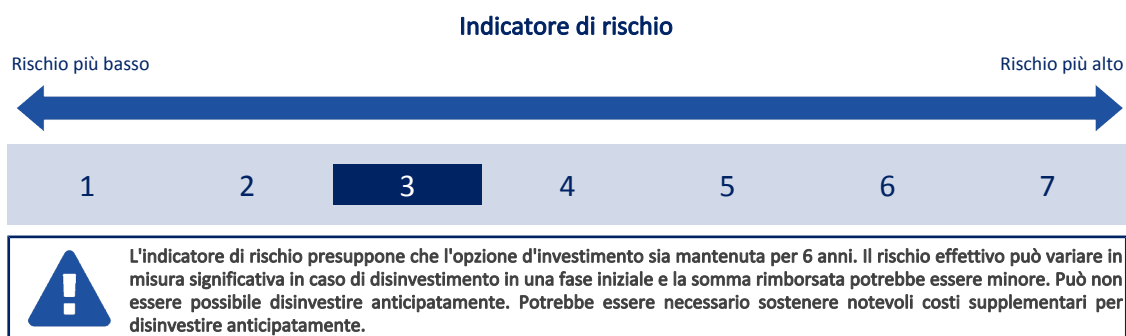 Indicatore di rischio
Rischio più basso Rischio più alto
1 2 3 4 5 6 7
L'indicatore di rischio presuppone che l'opzione d'investimento sia mantenuta per 6 anni. Il rischio effettivo può variare in
misura significativa in caso di disinvestimento in una fase iniziale e la somma rimborsata potrebbe essere minore. Può non
essere possibile disinvestire anticipatamente. Potrebbe essere necessario sostenere notevoli costi supplementari per
disinvestire anticipatamente.